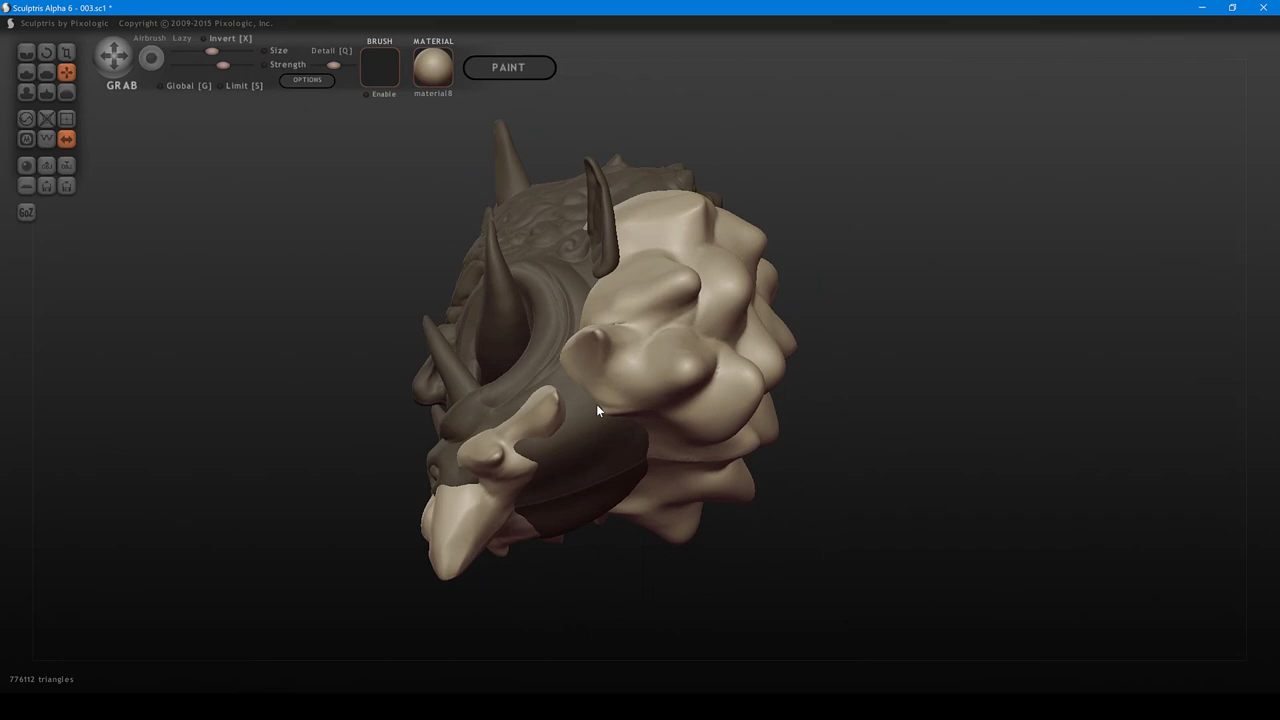 Sculptris Alpha 6 - 003.sc1 *
Sculptris by Pixologic Copyright © 2009-2015 Pixologic, Inc.
Airbrush Lazy Invert [X]
Size Detail [Q]
Strength
GRAB Global [G] Limit [S] OPTIONS
BRUSH
Enable
MATERIAL
material8
PAINT
GoZ
776112 triangles